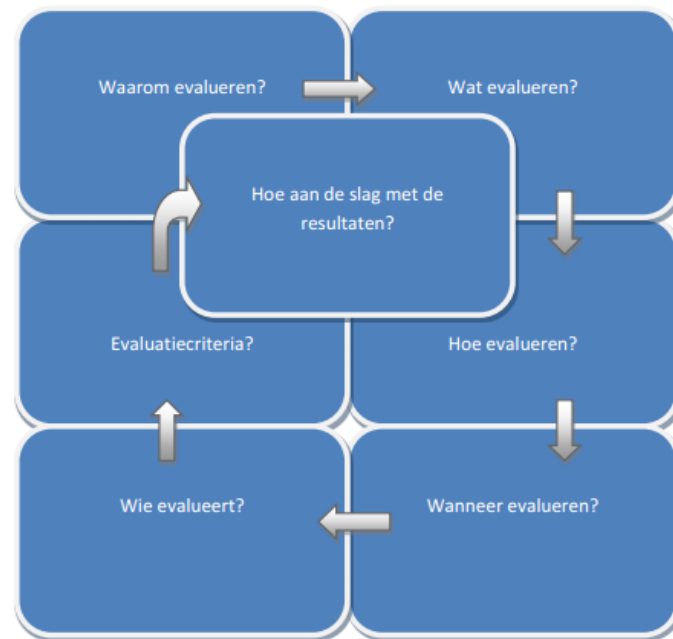 Waarom evalueren?
Wat evalueren?
Hoe aan de slag met de
resultaten?
Evaluatiecriteria?
Hoe evalueren?
Wie evalueert?
Wanneer evalueren?